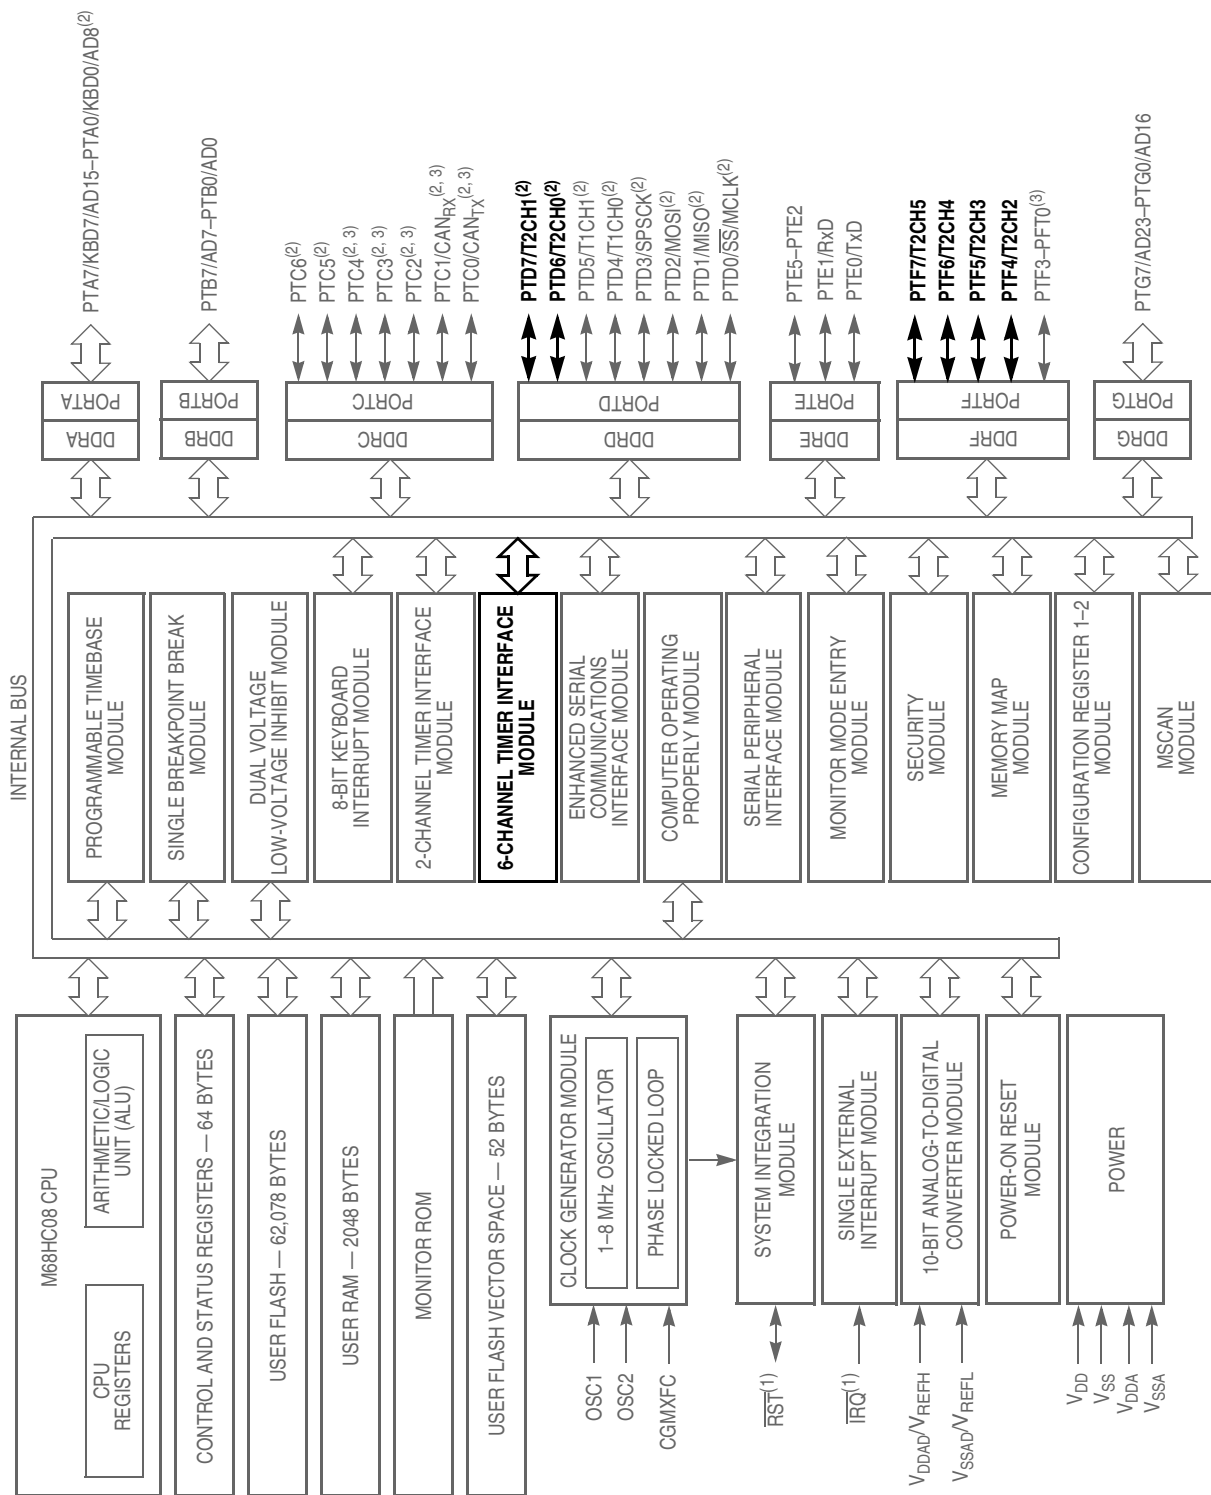 INTERNAL BUS
M68HC08 CPU
CPU
REGISTERS
ARITHMETIC/LOGIC
UNIT (ALU)
CONTROL AND STATUS REGISTERS — 64 BYTES
USER FLASH — 62,078 BYTES
USER RAM — 2048 BYTES
MONITOR ROM
USER FLASH VECTOR SPACE — 52 BYTES
CLOCK GENERATOR MODULE
1–8 MHz OSCILLATOR
PHASE LOCKED LOOP
OSC1
OSC2
CGMXFC
SYSTEM INTEGRATION
MODULE
RST(1)
SINGLE EXTERNAL
INTERRUPT MODULE
IRQ(1)
10-BIT ANALOG-TO-DIGITAL
CONVERTER MODULE
VDDAD/VREFH
VSSAD/VREFL
POWER-ON RESET
MODULE
POWER
VDD
VSS
VDDA
VSSA
PROGRAMMABLE TIMEBASE
MODULE
SINGLE BREAKPOINT BREAK
MODULE
DUAL VOLTAGE
LOW-VOLTAGE INHIBIT MODULE
8-BIT KEYBOARD
INTERRUPT MODULE
2-CHANNEL TIMER INTERFACE
MODULE
6-CHANNEL TIMER INTERFACE
MODULE
ENHANCED SERIAL
COMMUNICATIONS
INTERFACE MODULE
COMPUTER OPERATING
PROPERLY MODULE
SERIAL PERIPHERAL
INTERFACE MODULE
MONITOR MODE ENTRY
MODULE
SECURITY
MODULE
MEMORY MAP
MODULE
CONFIGURATION REGISTER 1–2
MODULE
MSCAN
MODULE
DDRA
PORTA
PTA7/KBD7/AD15–PTA0/KBD0/AD8(2)
DDRB
PORTB
PTB7/AD7–PTB0/AD0
DDRC
PORTC
PTC6(2)
PTC5(2)
PTC4(2, 3)
PTC3(2, 3)
PTC2(2, 3)
PTC1/CANRX(2, 3)
PTC0/CANTX(2, 3)
DDRD
PORTD
PTD7/T2CH1(2)
PTD6/T2CH0(2)
PTD5/T1CH1(2)
PTD4/T1CH0(2)
PTD3/SPSCK(2)
PTD2/MOSI(2)
PTD1/MISO(2)
PTD0/SS/MCLK(2)
DDRE
PORTE
PTE5–PTE2
PTE1/RxD
PTE0/TxD
DDRF
PORTF
PTF7/T2CH5
PTF6/T2CH4
PTF5/T2CH3
PTF4/T2CH2
PTF3–PFT0(3)
DDRG
PORTG
PTG7/AD23–PTG0/AD16